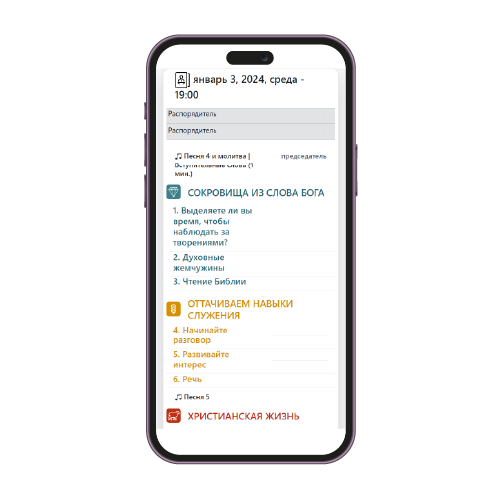 январь 3, 2024, среда -
19:00
Распорядитель
Распорядитель
Песня 4 и молитва | председатель
Вступительные слова (1
мин.)
СОКРОВИЩА ИЗ СЛОВА БОГА
1. Выделяете ли вы
время, чтобы
наблюдать за
творениями?
2. Духовные
жемчужины
3. Чтение Библии
ОТТАЧИВАЕМ НАВЫКИ
СЛУЖЕНИЯ
4. Начинайте
разговор
5. Развивайте
интерес
6. Речь
Песня 5
ХРИСТИАНСКАЯ ЖИЗНЬ